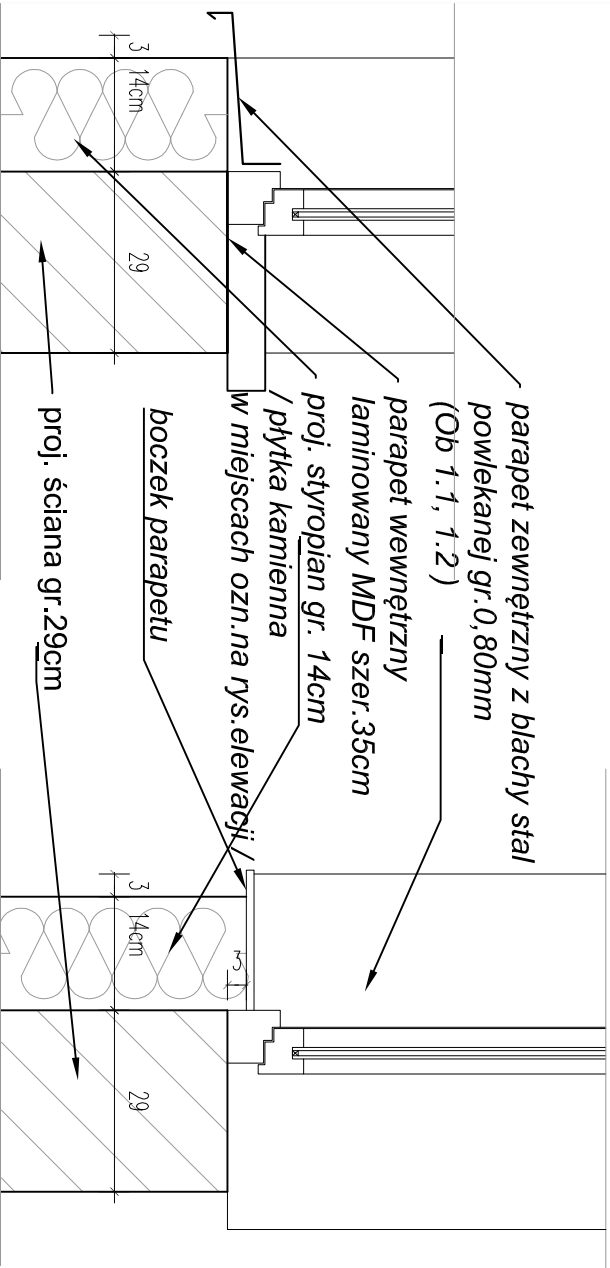 parapet zewnętrzny z blachy stal
powlekanej gr.0,80mm
(Ob 1.1, 1.2 )
parapet wewnętrzny
laminowany MDF szer.35cm
proj. styropian gr. 14cm
/ płytka kamienna
w miejscach ozn.na rys.elewacji /
boczek parapetu
proj. ściana gr.29cm
3
14cm
29
3
14cm
3
29